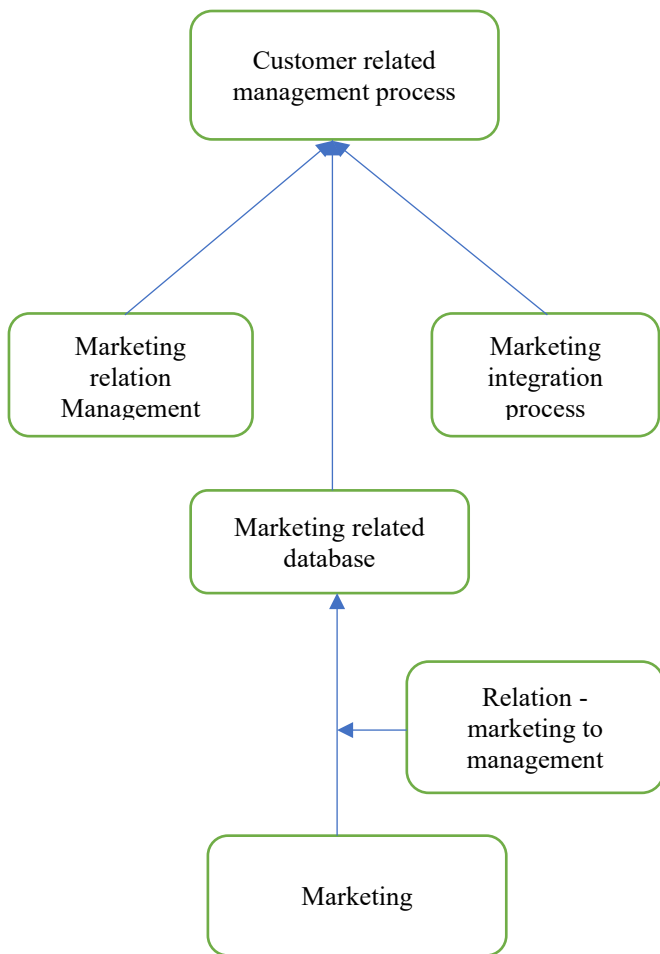 Customer related
management process
Marketing
relation
Management
Marketing
integration
process
Marketing related
database
Relation -
marketing to
management
Marketing